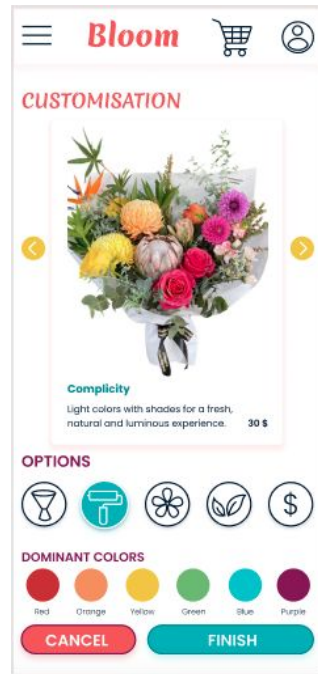 Bloom
CUSTOMISATION
Complicity
Light colors with shades for a fresh,
natural and luminous experience. 30 $
OPTIONS
$
DOMINANT COLORS
Red Orange Yellow Green Blue Purple
CANCEL FINISH